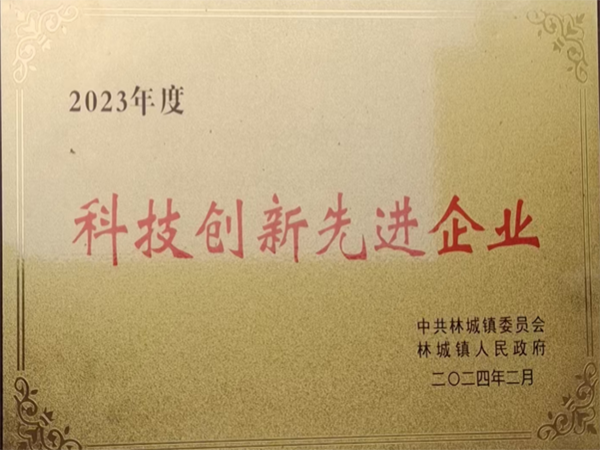 2023年度
科技创新先进企业
中共林城镇委员会
林城镇人民政府
二〇二四年二月